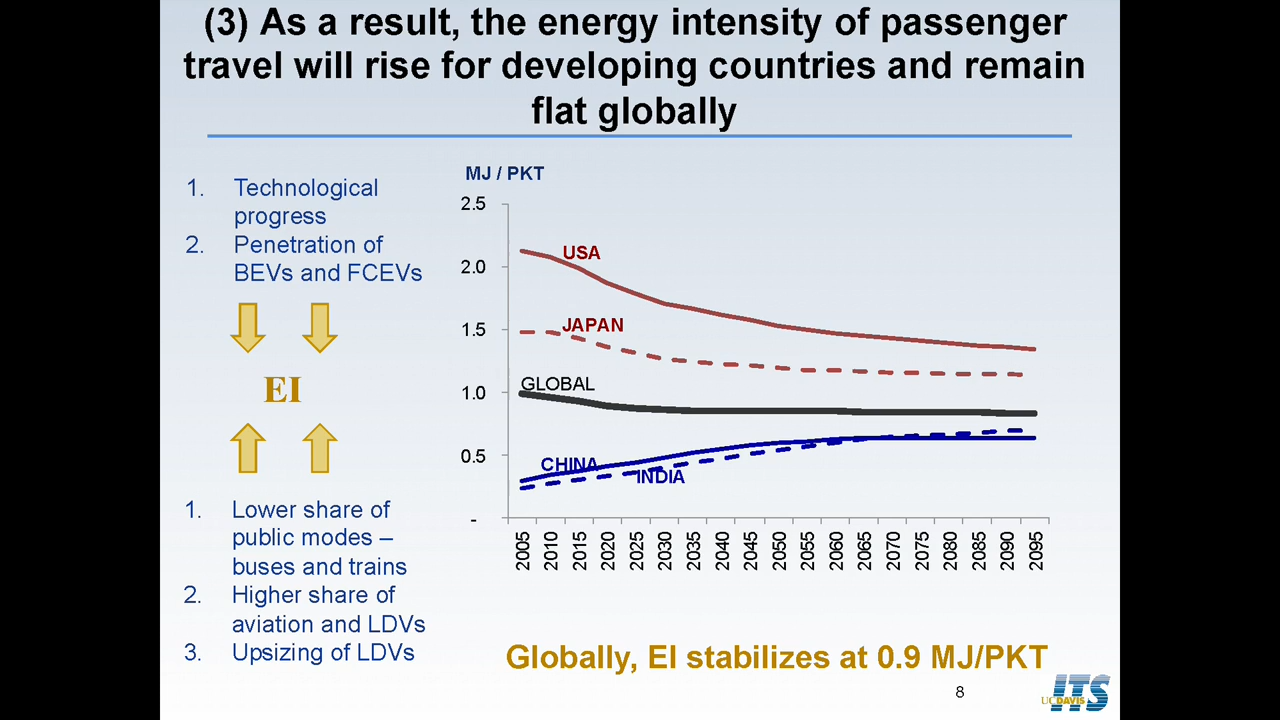 (3) As a result, the energy intensity of passenger
travel will rise for developing countries and remain
flat globally
1. Technological
progress
2. Penetration of
BEVs and FCEVs
EI
1. Lower share of
public modes –
buses and trains
2. Higher share of
aviation and LDVs
3. Upsizing of LDVs
MJ / PKT
2.5
2.0
1.5
1.0
0.5
-
USA
JAPAN
GLOBAL
CHINA
INDIA
2005
2010
2015
2020
2025
2030
2035
2040
2045
2050
2055
2060
2065
2070
2075
2080
2085
2090
2095
Globally, EI stabilizes at 0.9 MJ/PKT
8
UCDAVIS ITS